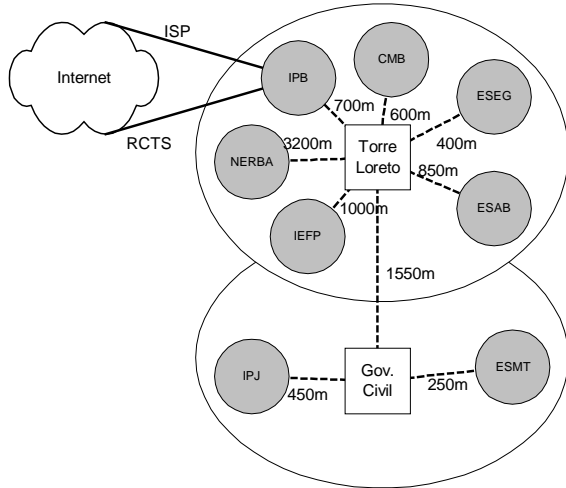 ISP
Internet
RCTS
IPB
CMB
ESEG
700m
600m
400m
NERBA
3200m
Torre
Loreto
850m
ESAB
IEFP
1000m
1550m
IPJ
450m
Gov.
Civil
250m
ESMT